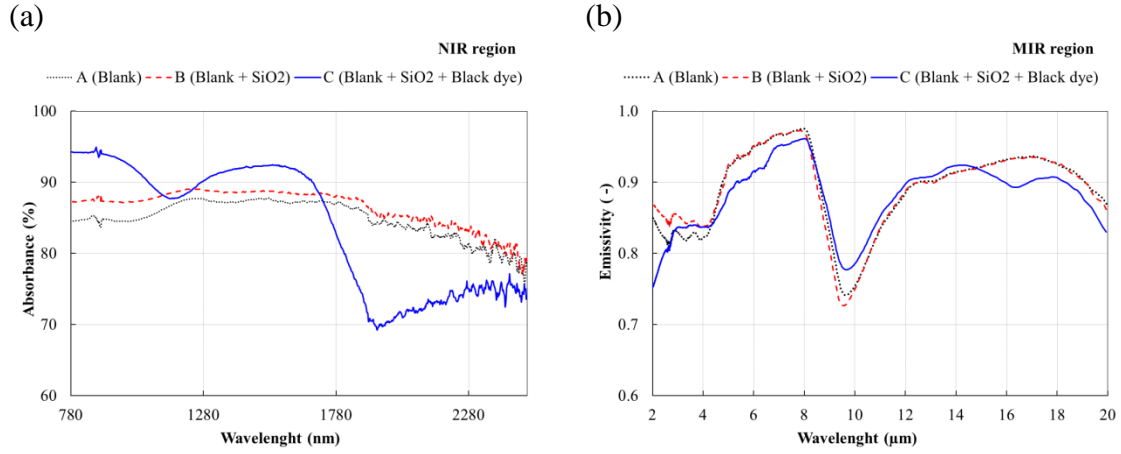 (a)
NIR region
A (Blank) B (Blank + SiO2) C (Blank + SiO2 + Black dye)
100
90
80
70
60
Absorbance (%)
780 1280 1780 2280
Wavelenght (nm)
(b)
MIR region
A (Blank) B (Blank + SiO2) C (Blank + SiO2 + Black dye)
1.0
0.9
0.8
0.7
0.6
Emissivity ( - )
2 4 6 8 10 12 14 16 18 20
Wavelenght (µm)